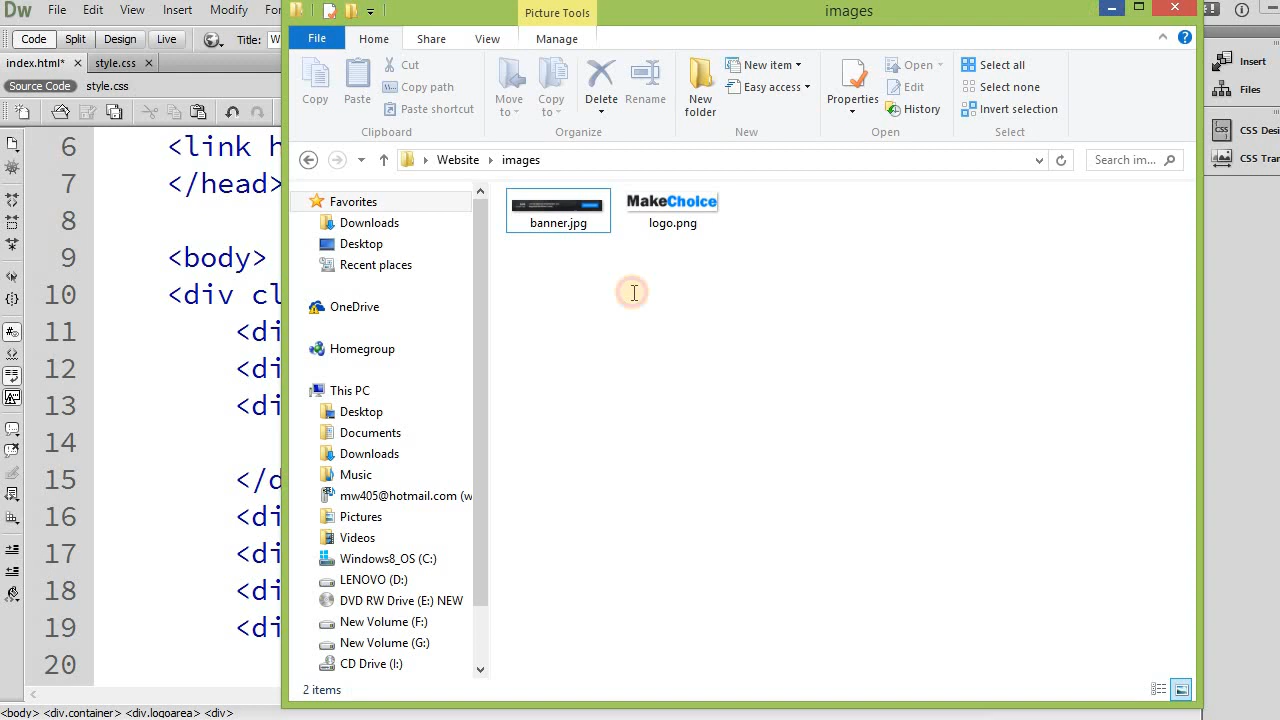 Dw File Edit View Insert Modify Fo
Code Split Design Live Title: W
index.html* × style.css ×
Source Code style.css
6 <link h
7 </head>
8
9 <body>
10 <div cl
11 <di
12 <di
13 <di
14
15 </d
16 <di
17 <di
18 <di
19 <di
20
<body> <div.container> <div.logoarea> <div>
Picture Tools
images
File Home Share View Manage
Copy
Paste
Cut
Copy path
Paste shortcut
Clipboard
Move to
Copy to
Delete
Rename
Organize
New folder
New item
Easy access
New
Properties
Open
Edit
History
Open
Select all
Select none
Invert selection
Select
Website images
Search im...
Favorites
Downloads
Desktop
Recent places
OneDrive
Homegroup
This PC
Desktop
Documents
Downloads
Music
mw405@hotmail.com (w
Pictures
Videos
Windows8_OS (C:)
LENOVO (D:)
DVD RW Drive (E:) NEW
New Volume (F:)
New Volume (G:)
CD Drive (I:)
banner.jpg
MakeChoice
logo.png
2 items
Insert
Files
CSS Des
CSS Tran